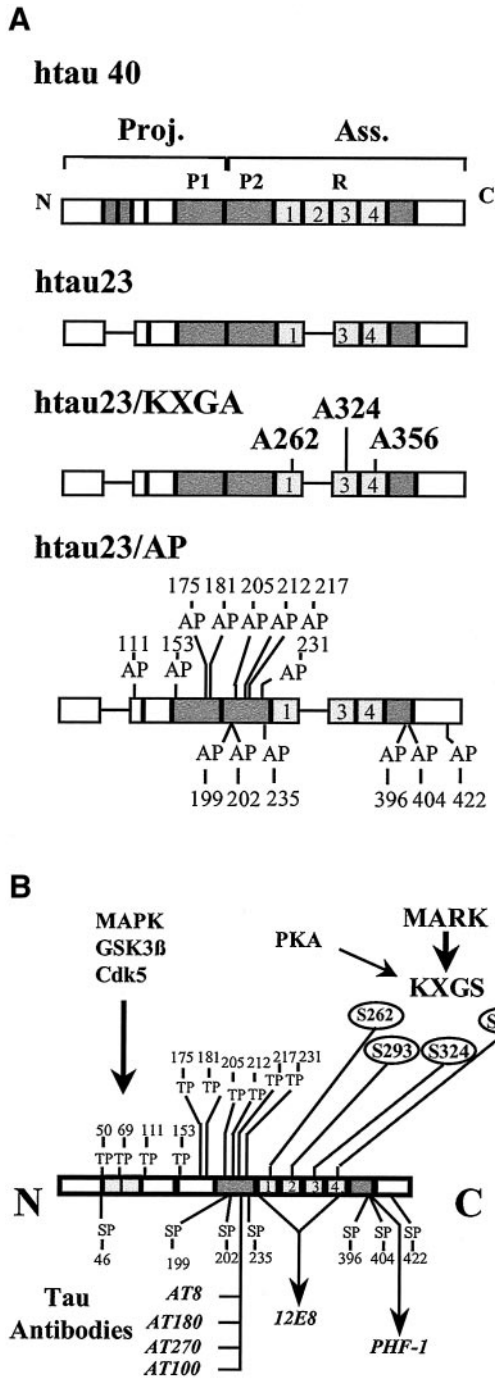 A
htau 40
Proj. Ass.
P1 P2 R
N C
1 2 3 4
htau23
1 3 4
htau23/KXGA
A324
A262 A356
1 3 4
htau23/AP
175 181 205 212 217
AP AP AP AP AP
111 153 231
AP AP AP
1 3 4
AP AP AP AP AP AP
199 202 235 396 404 422
B
MAPK
GSK3ß
Cdk5
PKA
MARK
KXGS
S262
S293 S324 S
175 181 205 212 217 231
TP TP TP TP TP TP
50 69 111 153
TP TP TP TP
1 2 3 4
N C
SP SP SP SP SP SP SP
46 199 202 235 396 404 422
Tau
Antibodies
AT8
AT180
AT270
AT100
12E8
PHF-1